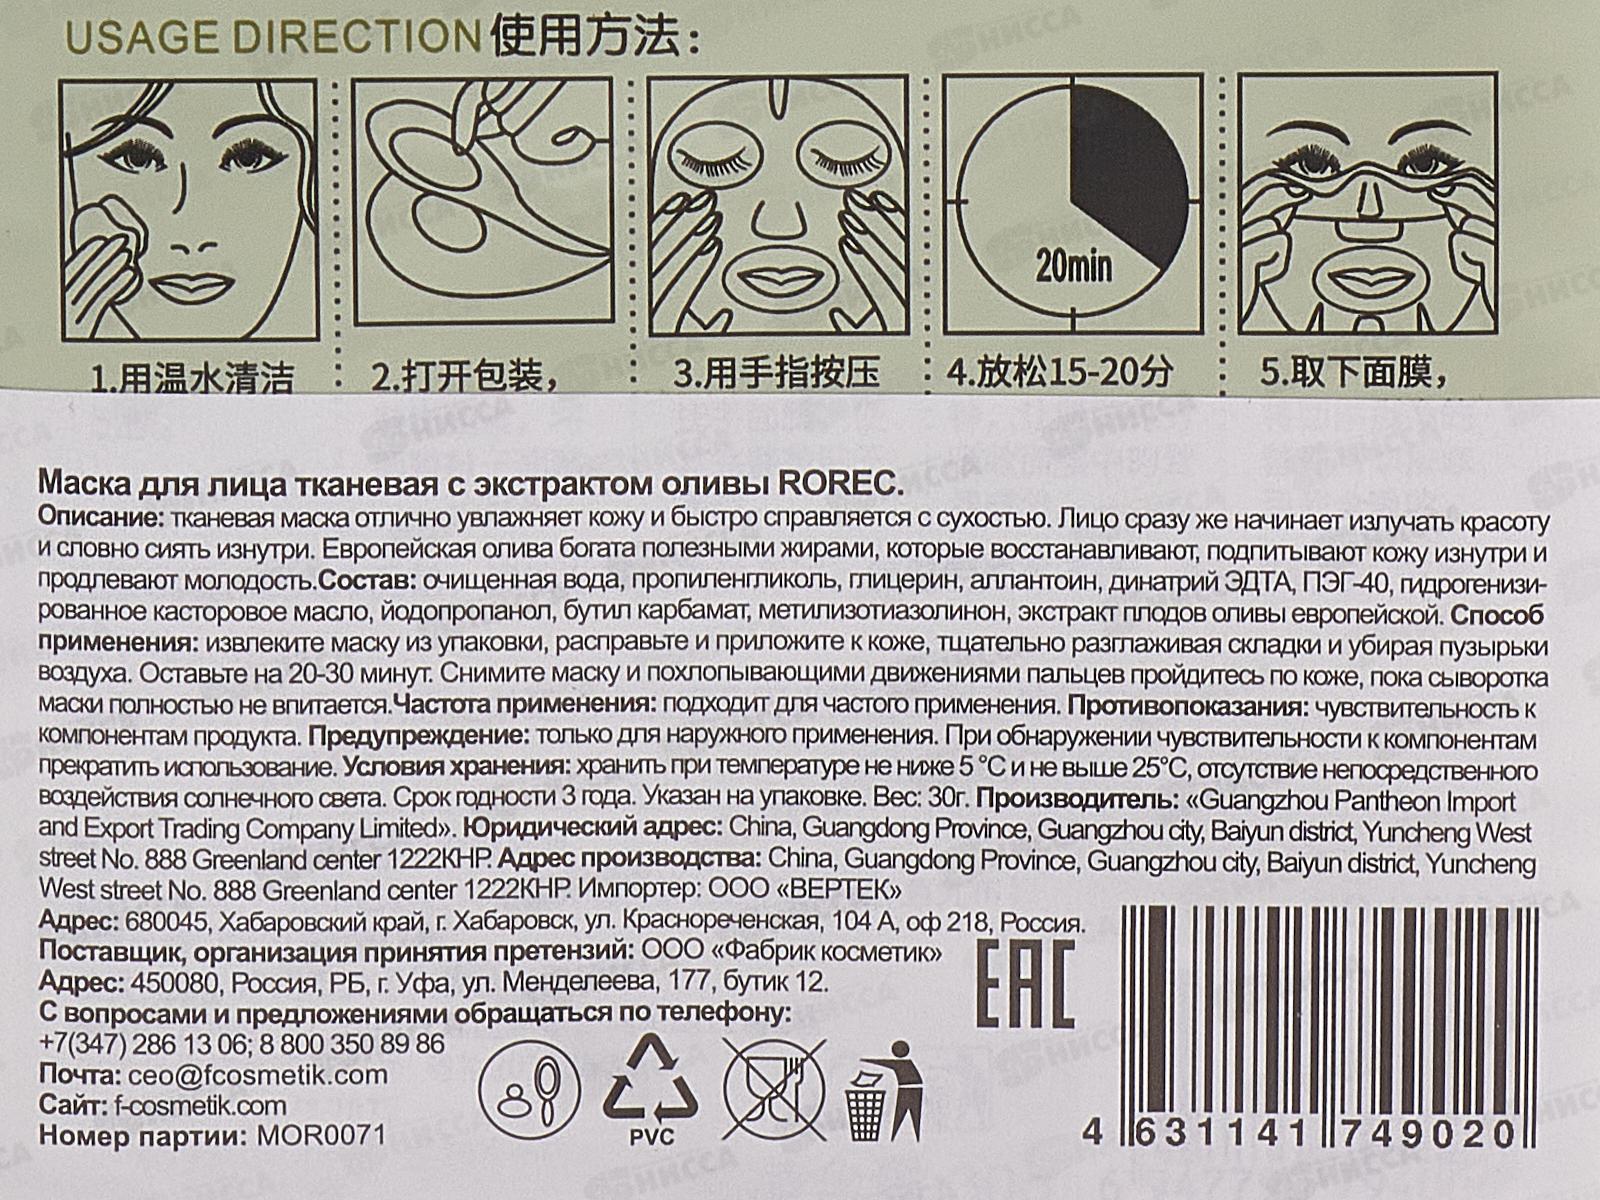 USAGE DIRECTION使用方法:
20min
1.用温水清洁
2.打开包装,
3.用手指按压
4.放松15-20分
5.取下面膜,
Маска для лица тканевая с экстрактом оливы ROREC.
Описание: тканевая маска отлично увлажняет кожу и быстро справляется с сухостью. Лицо сразу же начинает излучать красоту
и словно сиять изнутри. Европейская олива богата полезными жирами, которые восстанавливают, подпитывают кожу изнутри и
продлевают молодость.Состав: очищенная вода, пропиленгликоль, глицерин, аллантоин, динатрий ЭДТА, ПЭГ-40, гидрогенизи-
рованное касторовое масло, йодопропанол, бутил карбамат, метилизотиазолинон, экстракт плодов оливы европейской. Способ
применения: извлеките маску из упаковки, расправьте и приложите к коже, тщательно разглаживая складки и убирая пузырьки
воздуха. Оставьте на 20-30 минут. Снимите маску и похлопывающими движениями пальцев пройдитесь по коже, пока сыворотка
маски полностью не впитается.Частота применения: подходит для частого применения. Противопоказания: чувствительность к
компонентам продукта. Предупреждение: только для наружного применения. При обнаружении чувствительности к компонентам
прекратить использование. Условия хранения: хранить при температуре не ниже 5 °C и не выше 25°C, отсутствие непосредственного
воздействия солнечного света. Срок годности 3 года. Указан на упаковке. Вес: 30г. Производитель: «Guangzhou Pantheon Import
and Export Trading Company Limited». Юридический адрес: China, Guangdong Province, Guangzhou city, Baiyun district, Yuncheng West
street No. 888 Greenland center 1222КНР. Адрес производства: China, Guangdong Province, Guangzhou city, Baiyun district, Yuncheng
West street No. 888 Greenland center 1222КНР. Импортер: ООО «ВЕРТЕК»
Адрес: 680045, Хабаровский край, г. Хабаровск, ул. Краснореченская, 104 А, оф 218, Россия.
Поставщик, организация принятия претензий: ООО «Фабрик косметик»
Адрес: 450080, Россия, РБ, г. Уфа, ул. Менделеева, 177, бутик 12.
С вопросами и предложениями обращаться по телефону:
+7(347) 286 13 06; 8 800 350 89 86
Почта: ceo@fcosmetik.com
Сайт: f-cosmetik.com
Номер партии: MOR0071
PVC
EAC
4 631141 749020
НИССА